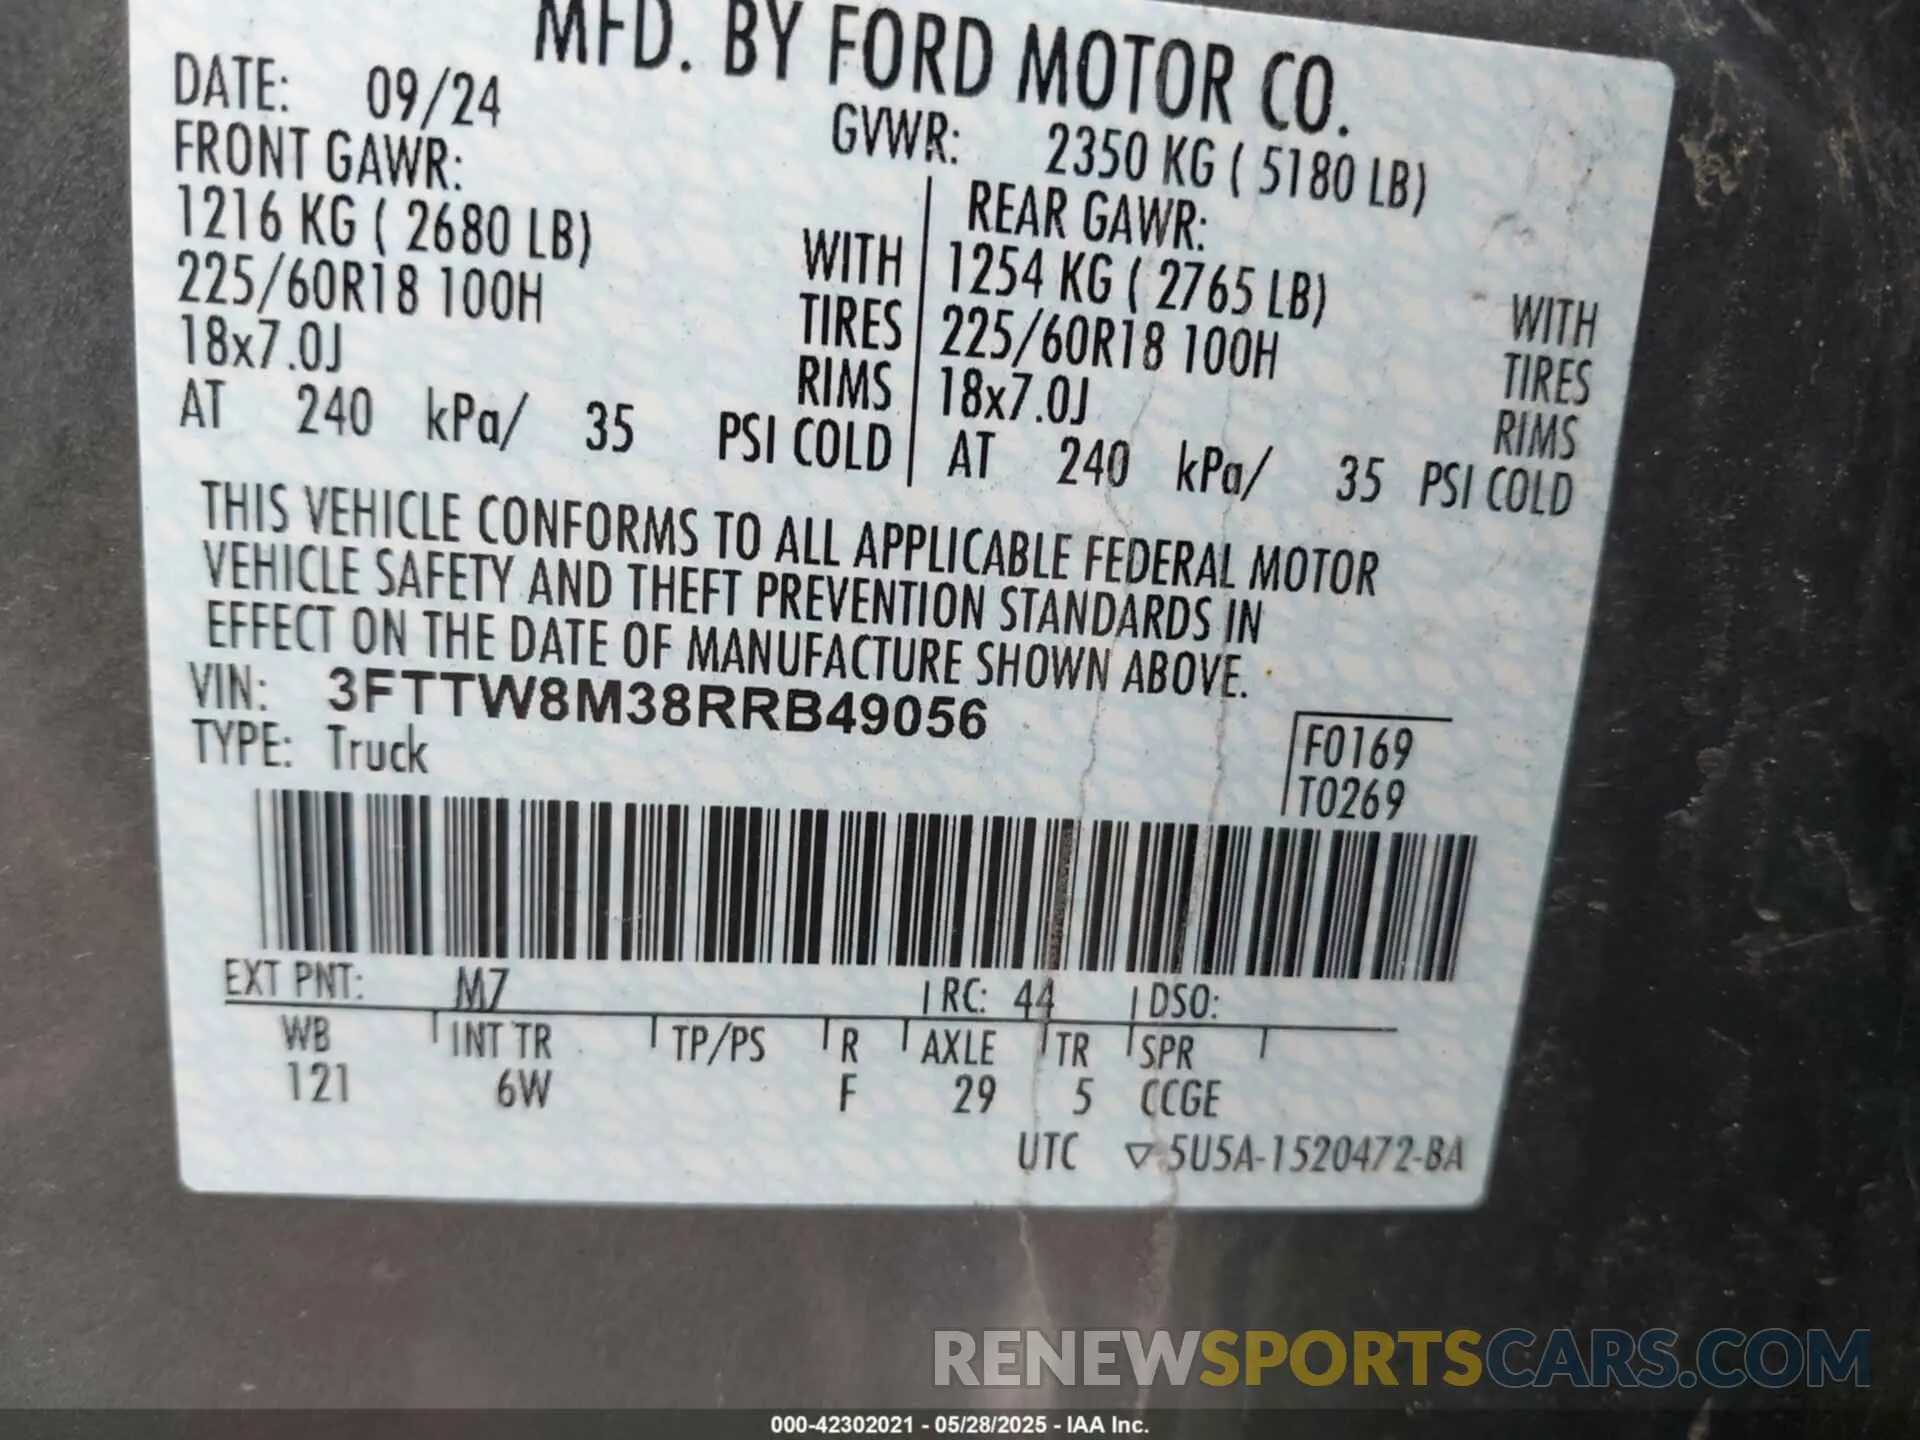 MFD. BY FORD MOTOR CO.
DATE: 09/24
GVWR: 2350 KG ( 5180 LB)
FRONT GAWR:
1216 KG ( 2680 LB) WITH
225/60R18 100H TIRES
18x7.0J RIMS
AT 240 kPa/ 35 PSI COLD
REAR GAWR:
1254 KG ( 2765 LB) WITH
225/60R18 100H TIRES
18x7.0J RIMS
AT 240 kPa/ 35 PSI COLD
THIS VEHICLE CONFORMS TO ALL APPLICABLE FEDERAL MOTOR
VEHICLE SAFETY AND THEFT PREVENTION STANDARDS IN
EFFECT ON THE DATE OF MANUFACTURE SHOWN ABOVE.
VIN: 3FTTW8M38RRB49056
TYPE: Truck
F0169
T0269
EXT PNT: M7 RC: 44 DSO:
WB INT TR TP/PS R AXLE TR SPR
121 6W F 29 5 CCGE
UTC ▽ 5U5A-1520472-BA
RENEWSPORTSCARS.COM
000-42302021 - 05/28/2025 - IAA Inc.